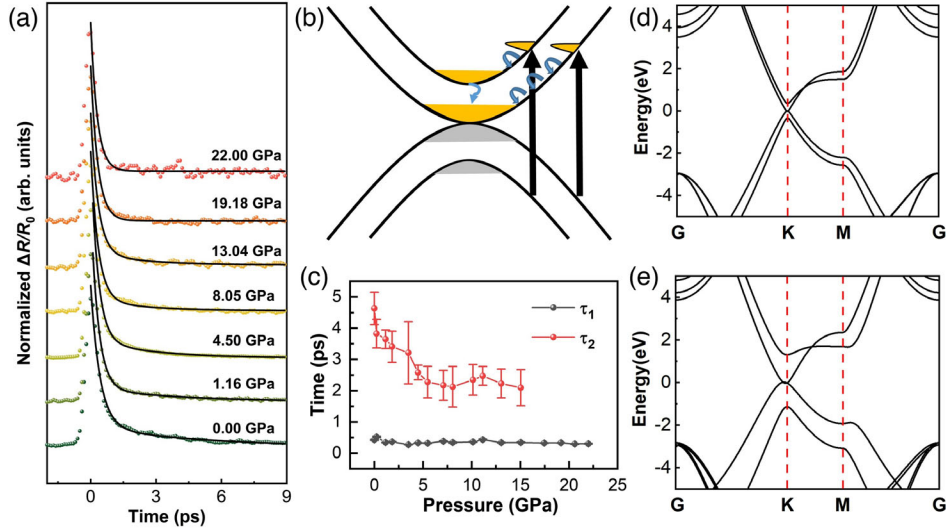 (a)
Normalized ΔR/R0 (arb. units)
22.00 GPa
19.18 GPa
13.04 GPa
8.05 GPa
4.50 GPa
1.16 GPa
0.00 GPa
0 3 6 9
Time (ps)
(b)
(c)
Time (ps)
5
4
3
2
1
0
τ1
τ2
0 5 10 15 20 25
Pressure (GPa)
(d)
Energy(eV)
4
2
0
-2
-4
G K M G
(e)
Energy(eV)
4
2
0
-2
-4
G K M G